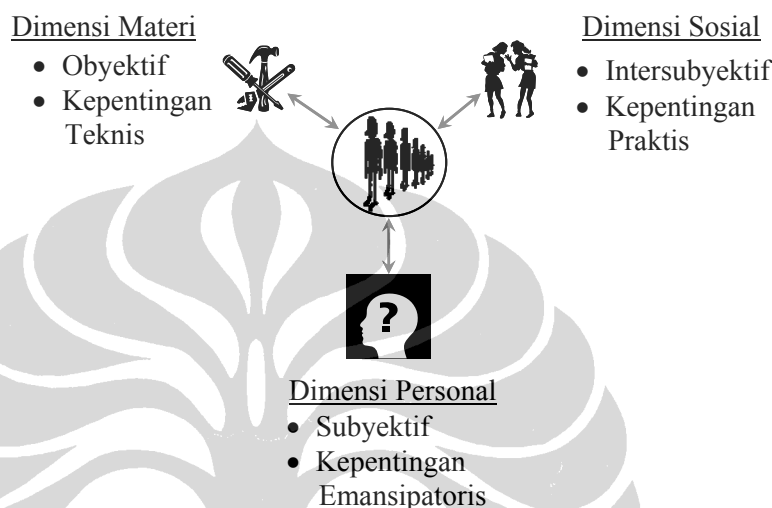 Dimensi Materi
• Obyektif
• Kepentingan
Teknis
Dimensi Sosial
• Intersubyektif
• Kepentingan
Praktis
?
Dimensi Personal
• Subyektif
• Kepentingan
Emansipatoris